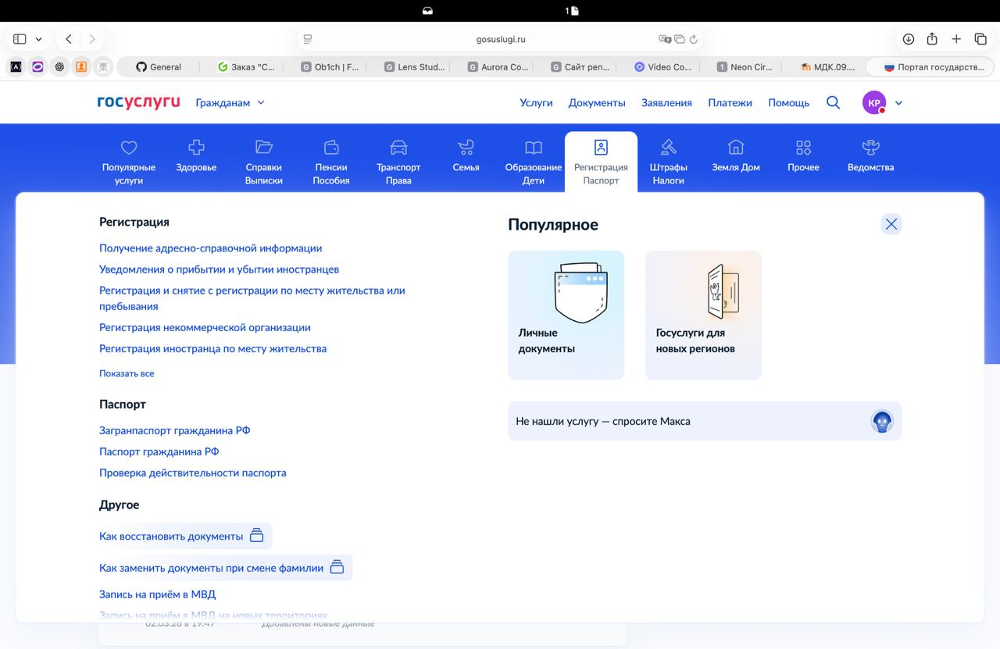 1
gosuslugi.ru
General
Заказ "С...
Ob1ch | F...
Lens Stud...
Aurora Co...
Сайт реп...
Video Co...
Neon Cir...
МДК.09....
Портал государств...
госуслуги
Гражданам
Услуги
Документы
Заявления
Платежи
Помощь
КР
Популярные
услуги
Здоровье
Справки
Выписки
Пенсии
Пособия
Транспорт
Права
Семья
Образование
Дети
Регистрация
Паспорт
Штрафы
Налоги
Земля Дом
Прочее
Ведомства
Регистрация
Получение адресно-справочной информации
Уведомления о прибытии и убытии иностранцев
Регистрация и снятие с регистрации по месту жительства или
пребывания
Регистрация некоммерческой организации
Регистрация иностранца по месту жительства
Показать все
Паспорт
Загранпаспорт гражданина РФ
Паспорт гражданина РФ
Проверка действительности паспорта
Другое
Как восстановить документы
Как заменить документы при смене фамилии
Запись на приём в МВД
Запись на приём в МВД на новых территориях
02.03.26 в 19:47
Добавлены новые данные
Популярное
Личные
документы
Госуслуги для
новых регионов
Не нашли услугу — спросите Макса